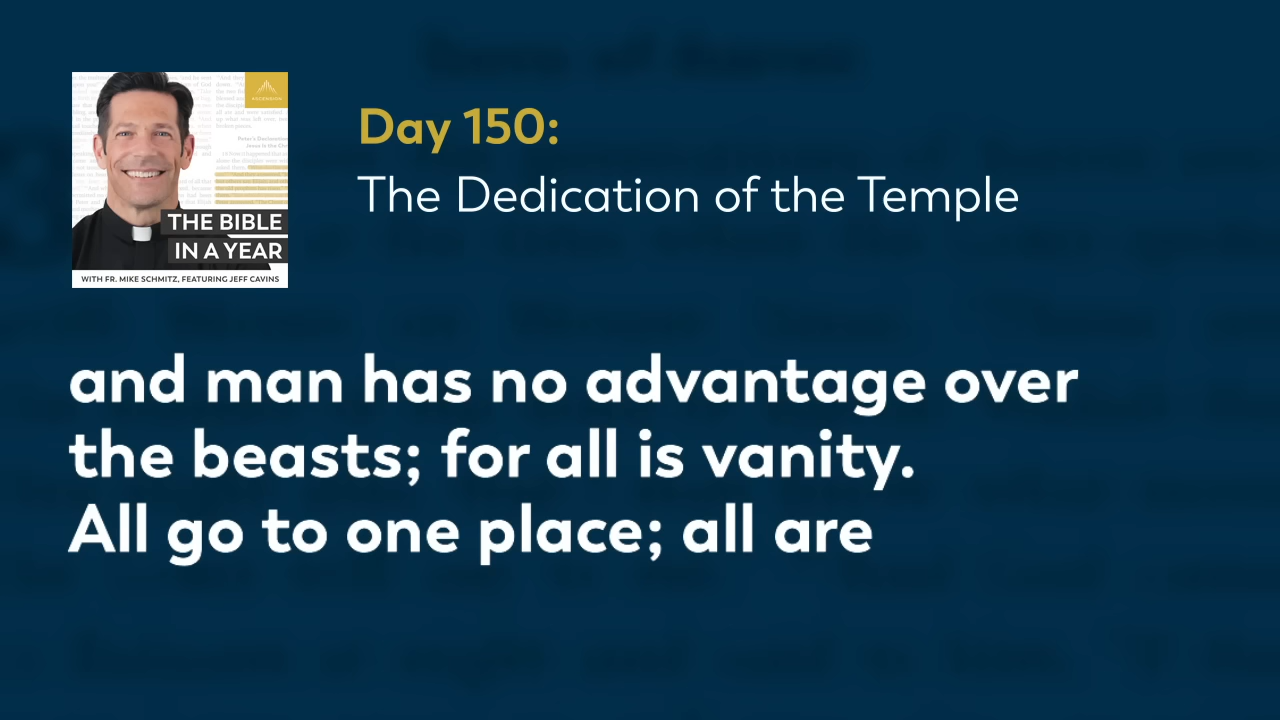 ASCENSION
THE BIBLE
IN A YEAR
WITH FR. MIKE SCHMITZ, FEATURING JEFF CAVINS
Day 150:
The Dedication of the Temple
and man has no advantage over
the beasts; for all is vanity.
All go to one place; all are